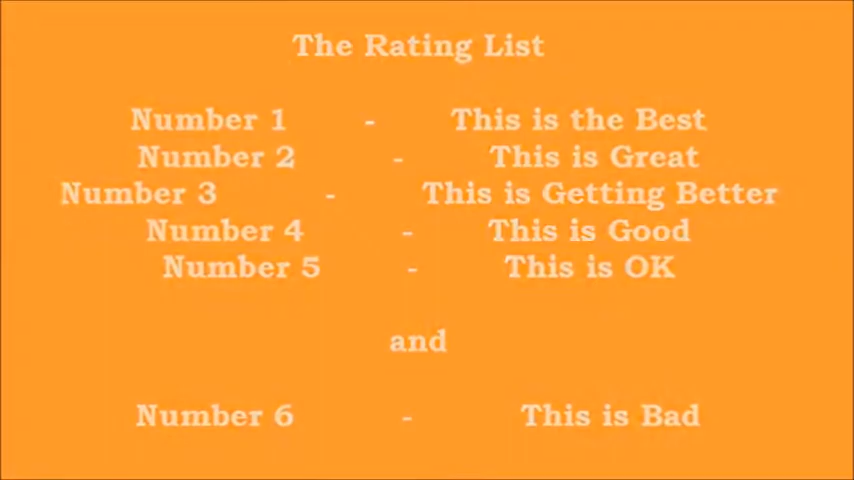 The Rating List
Number 1 - This is the Best
Number 2 - This is Great
Number 3 - This is Getting Better
Number 4 - This is Good
Number 5 - This is OK
and
Number 6 - This is Bad